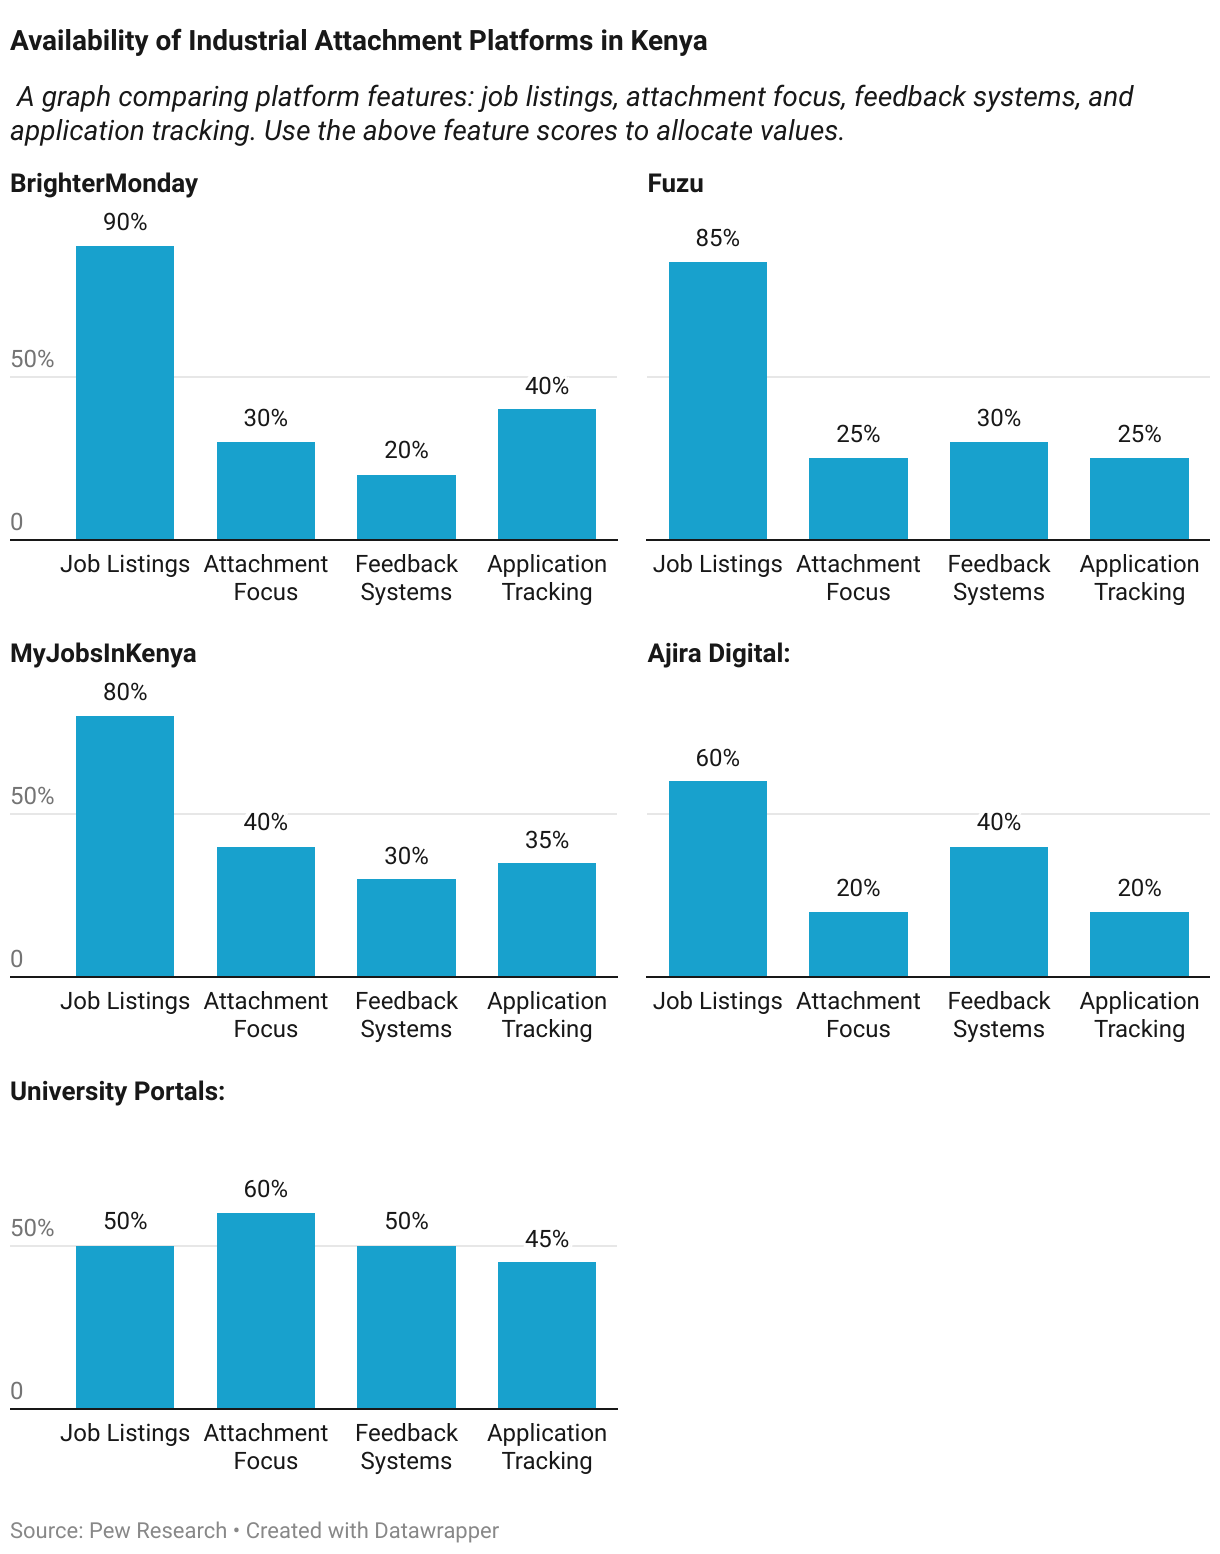 Availability of Industrial Attachment Platforms in Kenya
A graph comparing platform features: job listings, attachment focus, feedback systems, and
application tracking. Use the above feature scores to allocate values.
BrighterMonday
90%
50%
40%
30%
20%
0
Job Listings Attachment Feedback Application
Focus Systems Tracking
Fuzu
85%
30%
25% 25%
Job Listings Attachment Feedback Application
Focus Systems Tracking
MyJobsInKenya
80%
50%
40%
35%
30%
0
Job Listings Attachment Feedback Application
Focus Systems Tracking
Ajira Digital:
60%
40%
20% 20%
Job Listings Attachment Feedback Application
Focus Systems Tracking
University Portals:
60%
50% 50% 50%
45%
0
Job Listings Attachment Feedback Application
Focus Systems Tracking
Source: Pew Research • Created with Datawrapper